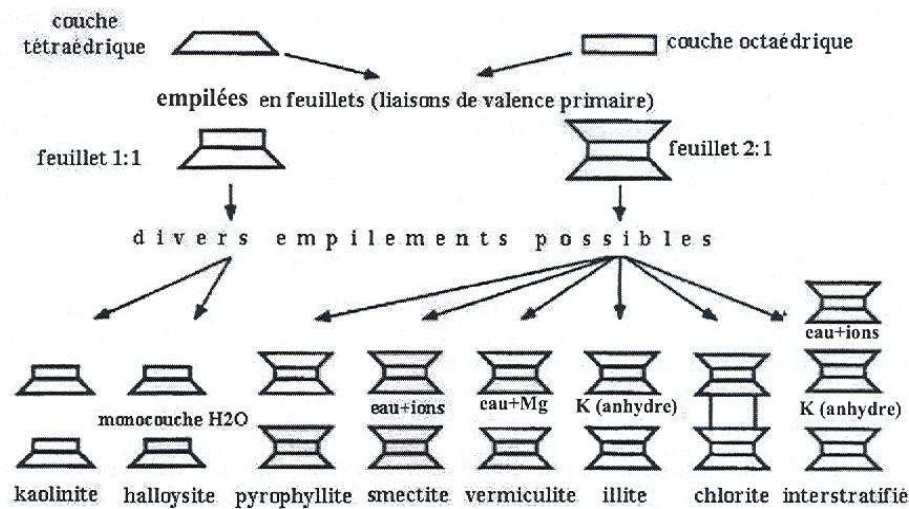 couche
tétraédrique
couche octaédrique
empilées en feuillets (liaisons de valence primaire)
feuillet 1:1
feuillet 2:1
divers empilements possibles
eau+ions
monocouche H2O
eau+ions
eau+Mg
K (anhydre)
K (anhydre)
kaolinite halloysite pyrophyllite smectite vermiculite illite chlorite interstratifié